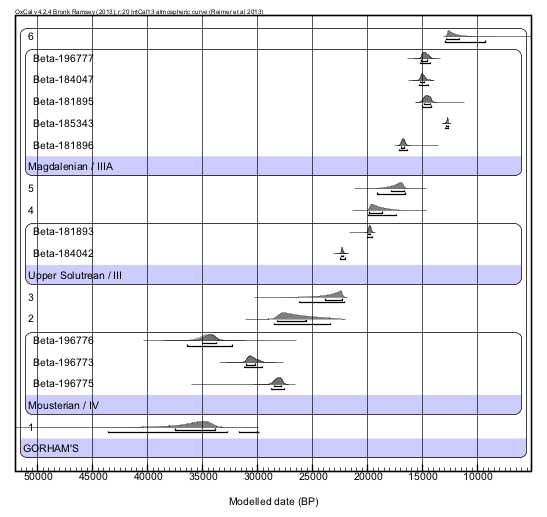 OxCal v4.2.4 Bronk Ramsey (2013); r:20 IntCal13 atmospheric curve (Reimer et al 2013)
6
Beta-196777
Beta-184047
Beta-181895
Beta-185343
Beta-181896
Magdalenian / IIIA
5
4
Beta-181893
Beta-184042
Upper Solutrean / III
3
2
Beta-196776
Beta-196773
Beta-196775
Mousterian / IV
1
GORHAM'S
50000 45000 40000 35000 30000 25000 20000 15000 10000
Modelled date (BP)